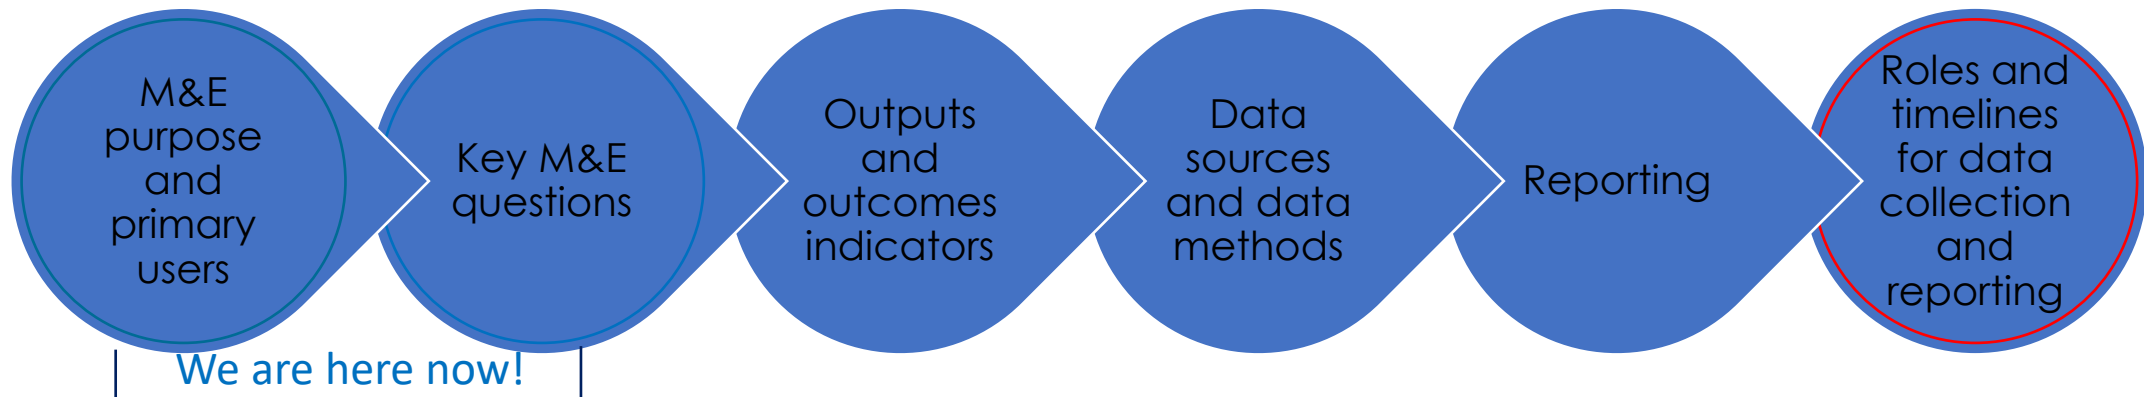 M&E
purpose
and
primary
users
Key M&E
questions
Outputs
and
outcomes
indicators
Data
sources
and data
methods
Reporting
Roles and
timelines
for data
collection
and
reporting
We are here now!